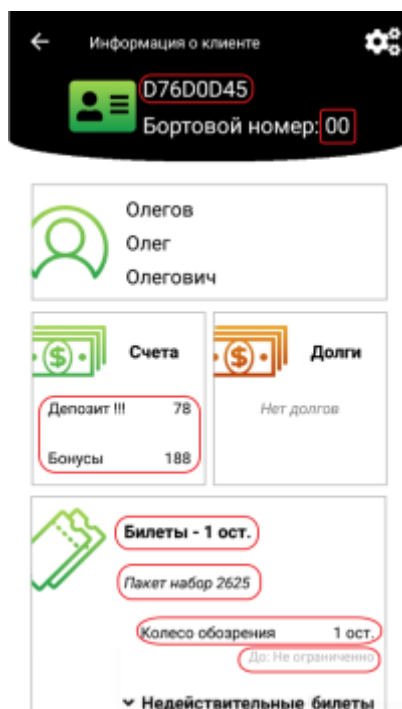 Информация о клиенте
D76D0D45
Бортовой номер: 00
Олегов
Олег
Олегович
Счета
Депозит !!! 78
Бонусы 188
Долги
Нет долгов
Билеты - 1 ост.
Пакет набор 2625
Колесо обозрения 1 ост.
До: Не ограниченно
Недействительные билеты